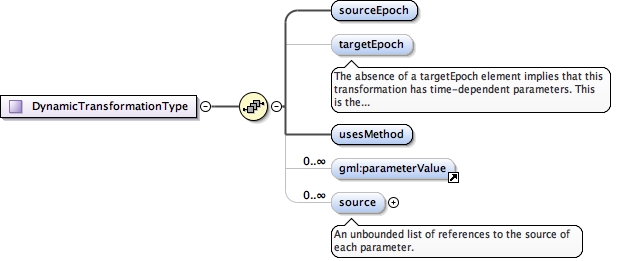 sourceEpoch
targetEpoch
The absence of a targetEpoch element implies that this
transformation has time-dependent parameters. This
is the...
DynamicTransformationType
usesMethod
0..∞
gml:parameterValue
0..∞
source
An unbounded list of references to the source of
each parameter.